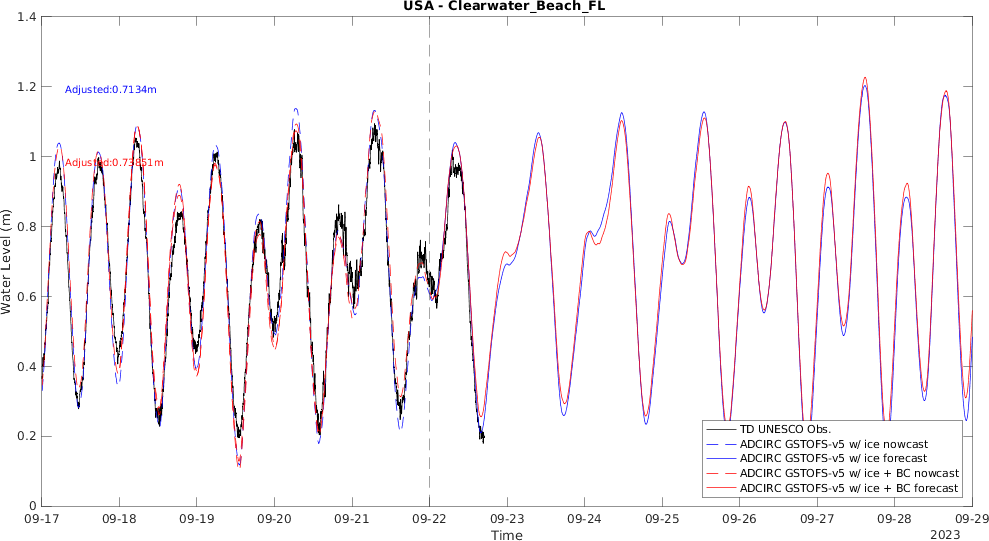 USA - Clearwater_Beach_FL
1.4
1.2
1
0.8
0.6
0.4
0.2
0
Water Level (m)
Adjusted:0.7134m
Adjusted:0.73851m
TD UNESCO Obs.
ADCIRC GSTOFS-v5 w/ ice nowcast
ADCIRC GSTOFS-v5 w/ ice forecast
ADCIRC GSTOFS-v5 w/ ice + BC nowcast
ADCIRC GSTOFS-v5 w/ ice + BC forecast
09-17 09-18 09-19 09-20 09-21 09-22 09-23 09-24 09-25 09-26 09-27 09-28 09-29
Time
2023